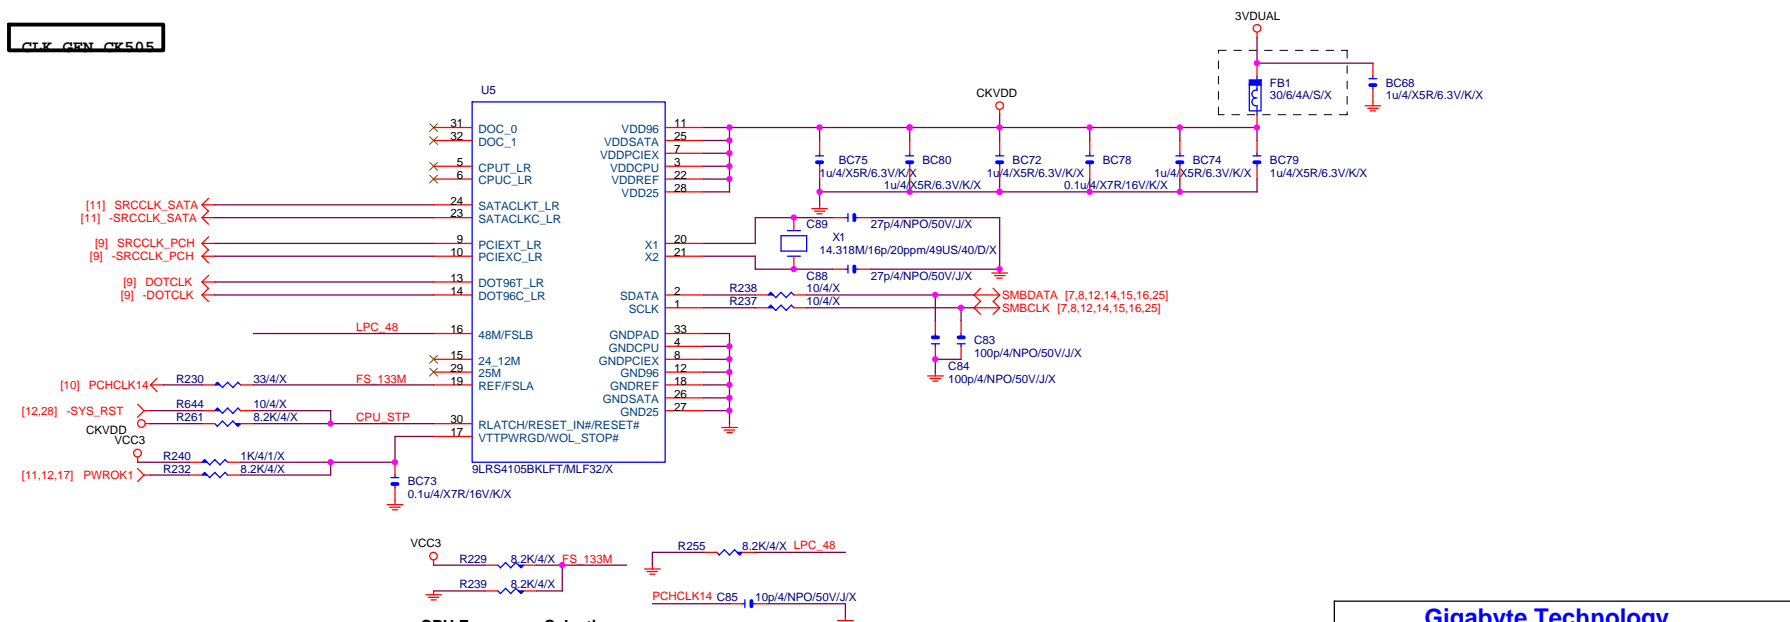 CLK GEN CK505
3VDUAL
FB1
30/6/4A/S/X
BC68
1u/4/X5R/6.3V/K/X
CKVDD
U5
31 DOC_0
32 DOC_1
5 CPUT_LR
6 CPUC_LR
[11] SRCCLK_SATA 24 SATACLKT_LR
[11] -SRCCLK_SATA 23 SATACLKC_LR
[9] SRCCLK_PCH 9 PCIEXT_LR
[9] -SRCCLK_PCH 10 PCIEXC_LR
[9] DOTCLK 13 DOT96T_LR
[9] -DOTCLK 14 DOT96C_LR
LPC_48 16 48M/FSLB
15 24_12M
29 25M
[10] PCHCLK14 R230 33/4/X FS_133M 19 REF/FSLA
[12,28] -SYS_RST R644 10/4/X
CKVDD R261 8.2K/4/X CPU_STP 30 RLATCH/RESET_IN#/RESET#
17 VTTPWRGD/WOL_STOP#
VCC3
R240 1K/4/1/X
[11,12,17] PWROK1 R232 8.2K/4/X
BC73
0.1u/4/X7R/16V/K/X
9LRS4105BKLFT/MLF32/X
VDD96 11
VDDSATA 25
VDDPCIEX 7
VDDCPU 3
VDDREF 22
VDD25 28
BC75
1u/4/X5R/6.3V/K/X
BC80
1u/4/X5R/6.3V/K/X
BC72
1u/4/X5R/6.3V/K/X
BC78
0.1u/4/X7R/16V/K/X
BC74
1u/4/X5R/6.3V/K/X
BC79
1u/4/X5R/6.3V/K/X
X1 20
X2 21
C89 27p/4/NPO/50V/J/X
X1
14.318M/16p/20ppm/49US/40/D/X
C88 27p/4/NPO/50V/J/X
SDATA 2 R238 10/4/X SMBDATA [7,8,12,14,15,16,25]
SCLK 1 R237 10/4/X SMBCLK [7,8,12,14,15,16,25]
C83
100p/4/NPO/50V/J/X
C84
100p/4/NPO/50V/J/X
GNDPAD 33
GNDCPU 4
GNDPCIEX 8
GND96 12
GNDREF 18
GNDSATA 26
GND25 27
VCC3
R229 8.2K/4/X FS_133M
R239 8.2K/4/X
R255 8.2K/4/X LPC_48
PCHCLK14 C85 10p/4/NPO/50V/J/X
Gigabyte Technology